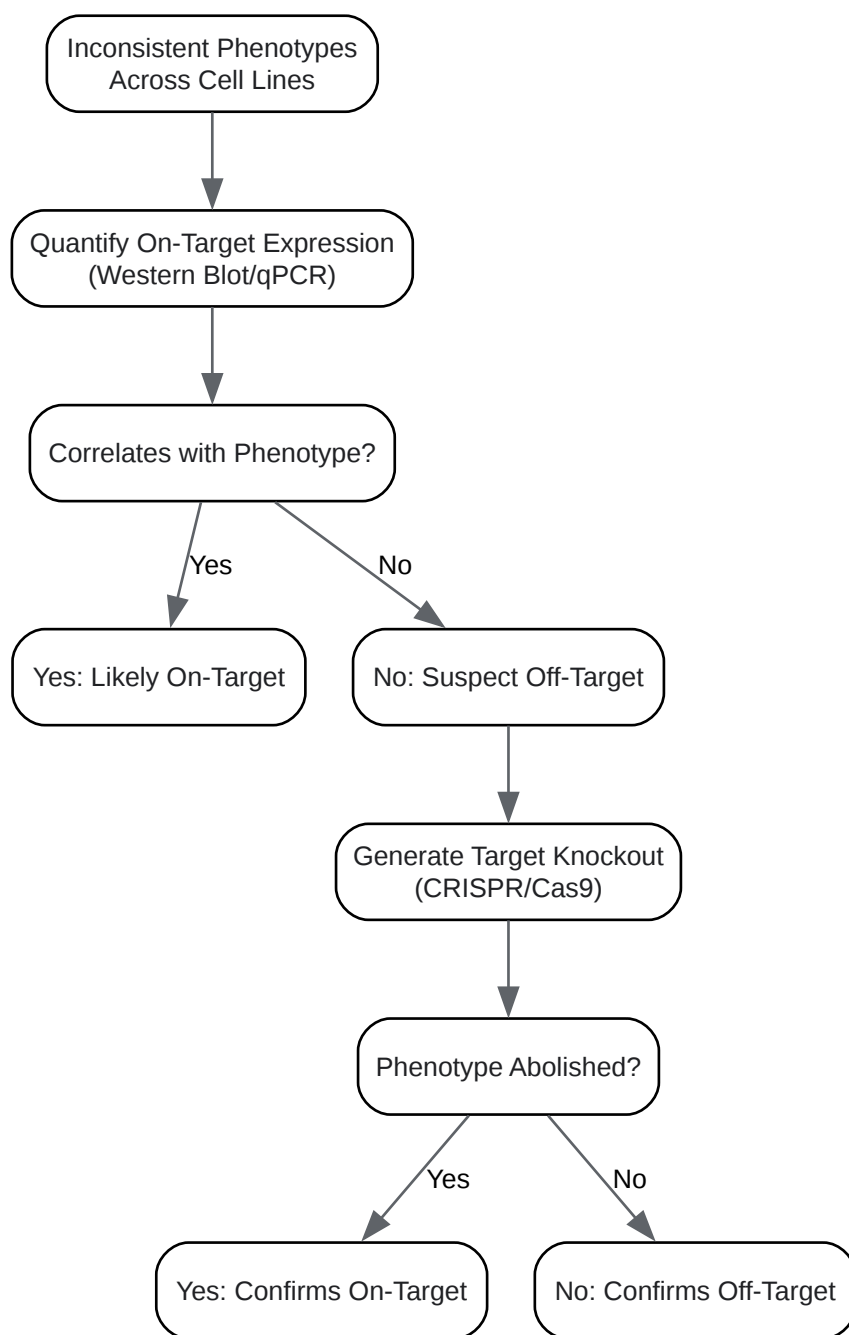 Inconsistent Phenotypes
Across Cell Lines
Quantify On-Target Expression
(Western Blot/qPCR)
Correlates with Phenotype?
Yes
No
Yes: Likely On-Target
No: Suspect Off-Target
Generate Target Knockout
(CRISPR/Cas9)
Phenotype Abolished?
Yes
No
Yes: Confirms On-Target
No: Confirms Off-Target